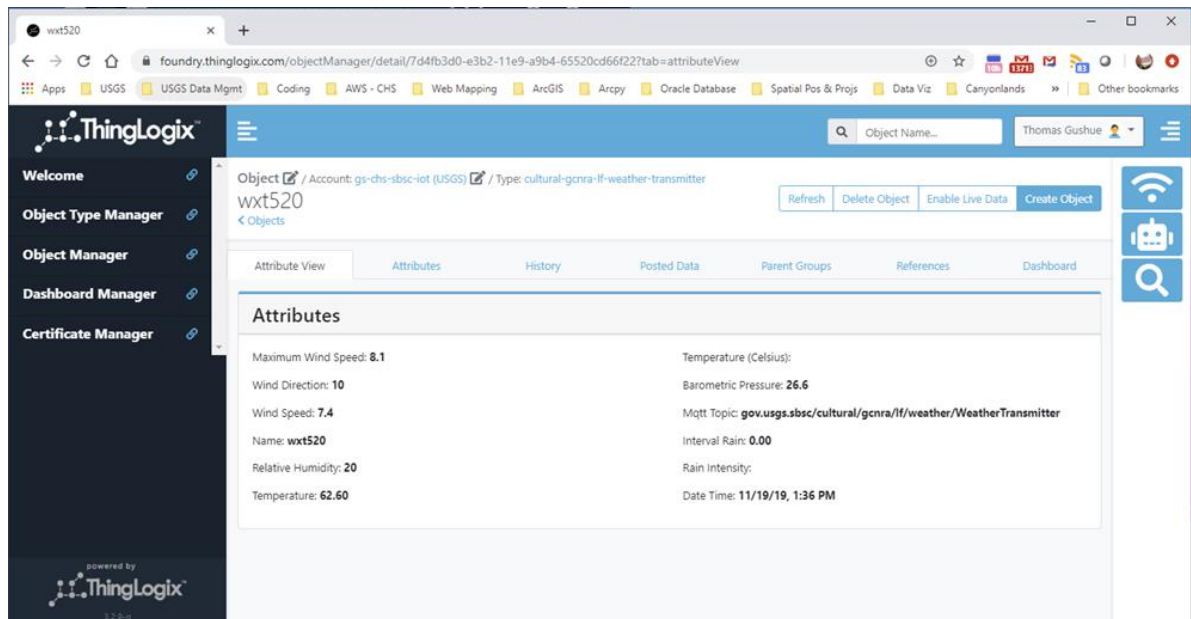 wxt520
foundry.thinglogix.com/objectManager/detail/7d4fb3d0-e3b2-11e9-a9b4-65520cd66f22?tab=attributeView
Apps USGS USGS Data Mgmt Coding AWS - CHS Web Mapping ArcGIS Arcpy Oracle Database Spatial Pos & Projs Data Viz Canyonlands » Other bookmarks
ThingLogix
Object Name...
Thomas Gushue
Welcome
Object Type Manager
Object Manager
Dashboard Manager
Certificate Manager
powered by
ThingLogix
Object / Account: gs-chs-sbsc-iot (USGS) / Type: cultural-gcnra-lf-weather-transmitter
wxt520
Objects
Refresh Delete Object Enable Live Data Create Object
Attribute View Attributes History Posted Data Parent Groups References Dashboard
Attributes
Maximum Wind Speed: 8.1
Wind Direction: 10
Wind Speed: 7.4
Name: wxt520
Relative Humidity: 20
Temperature: 62.60
Temperature (Celsius):
Barometric Pressure: 26.6
Mqtt Topic: gov.usgs.sbsc/cultural/gcnra/lf/weather/WeatherTransmitter
Interval Rain: 0.00
Rain Intensity:
Date Time: 11/19/19, 1:36 PM